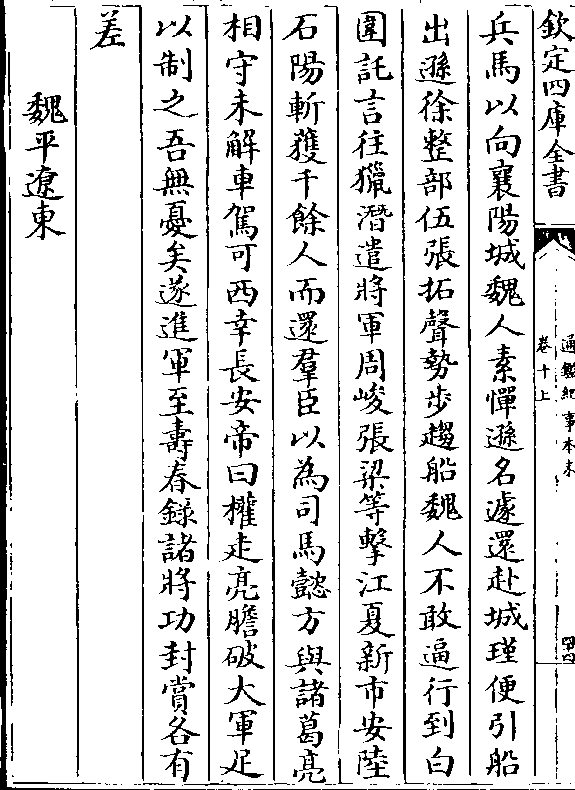 欽定四庫全書
通鑑紀事本末
卷十上
四四
兵馬以向襄陽城魏人素憚遜名遽還赴城瑾便引船
出遜徐整部伍張拓聲勢步趨船魏人不敢逼行到白
圍託言往獵潛遣將軍周峻張梁等擊江夏新市安陸
石陽斬獲千餘人而還羣臣以為司馬懿方與諸葛亮
相守未解車駕可西幸長安帝曰權走亮膽破大軍足
以制之吾無憂矣遂進軍至壽春錄諸將功封賞各有
差
魏平遼東